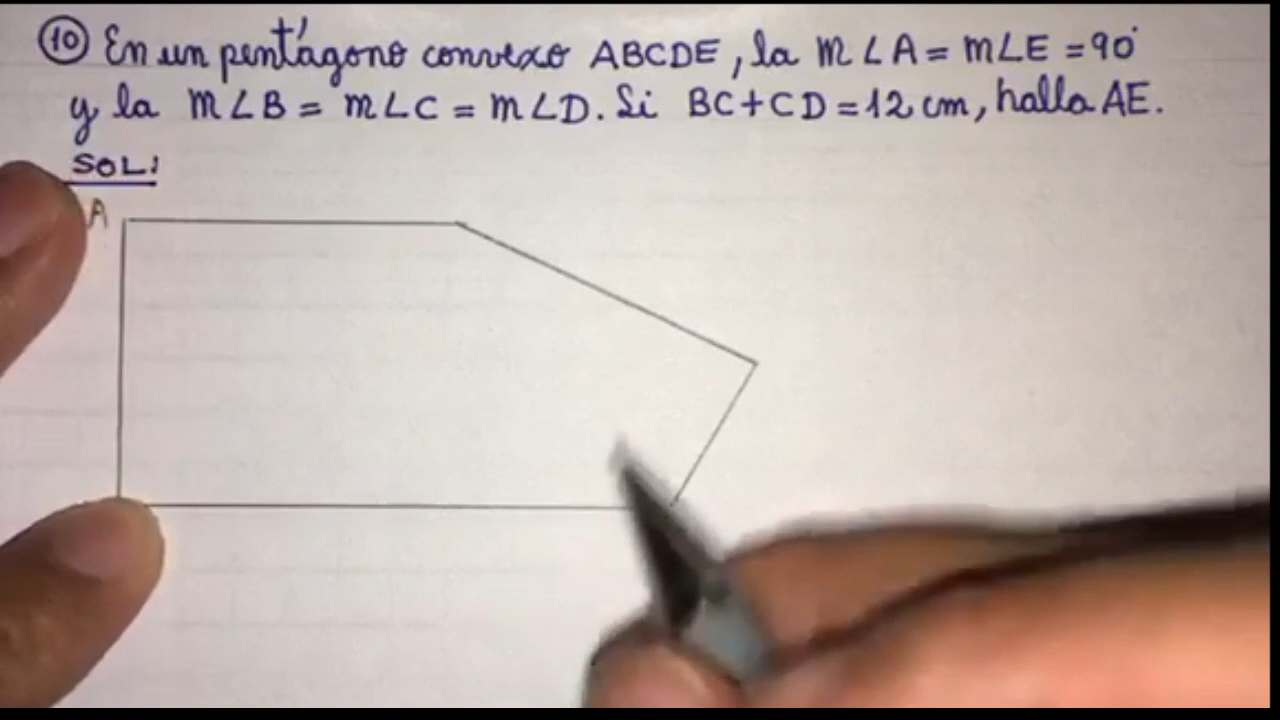 10 En un pentágono convexo ABCDE, la m∠A = m∠E = 90°
y la m∠B = m∠C = m∠D. Si BC+CD = 12 cm, halla AE.
SOL:
A